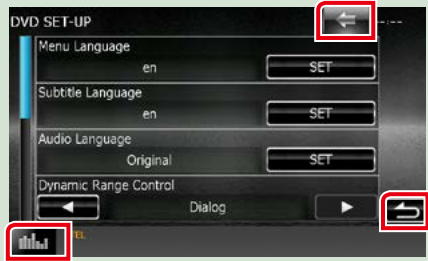 DVD SET-UP
--:--
Menu Language
en SET
Subtitle Language
en SET
Audio Language
Original SET
Dynamic Range Control
Dialog
TEL